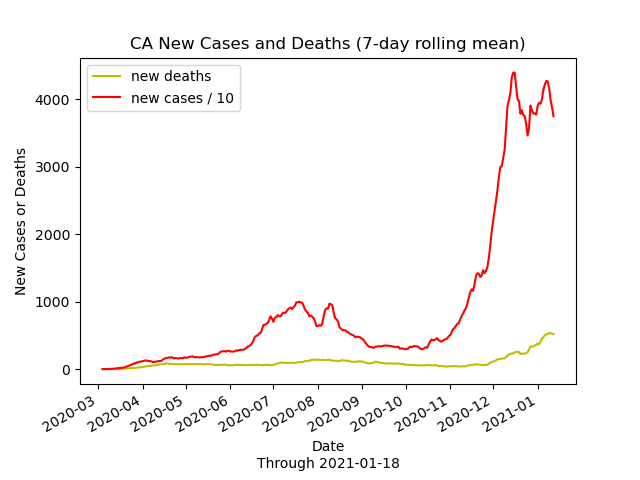 CA New Cases and Deaths (7-day rolling mean)
new deaths
new cases / 10
New Cases or Deaths
4000
3000
2000
1000
0
2020-03
2020-04
2020-05
2020-06
2020-07
2020-08
2020-09
2020-10
2020-11
2020-12
2021-01
Date
Through 2021-01-18